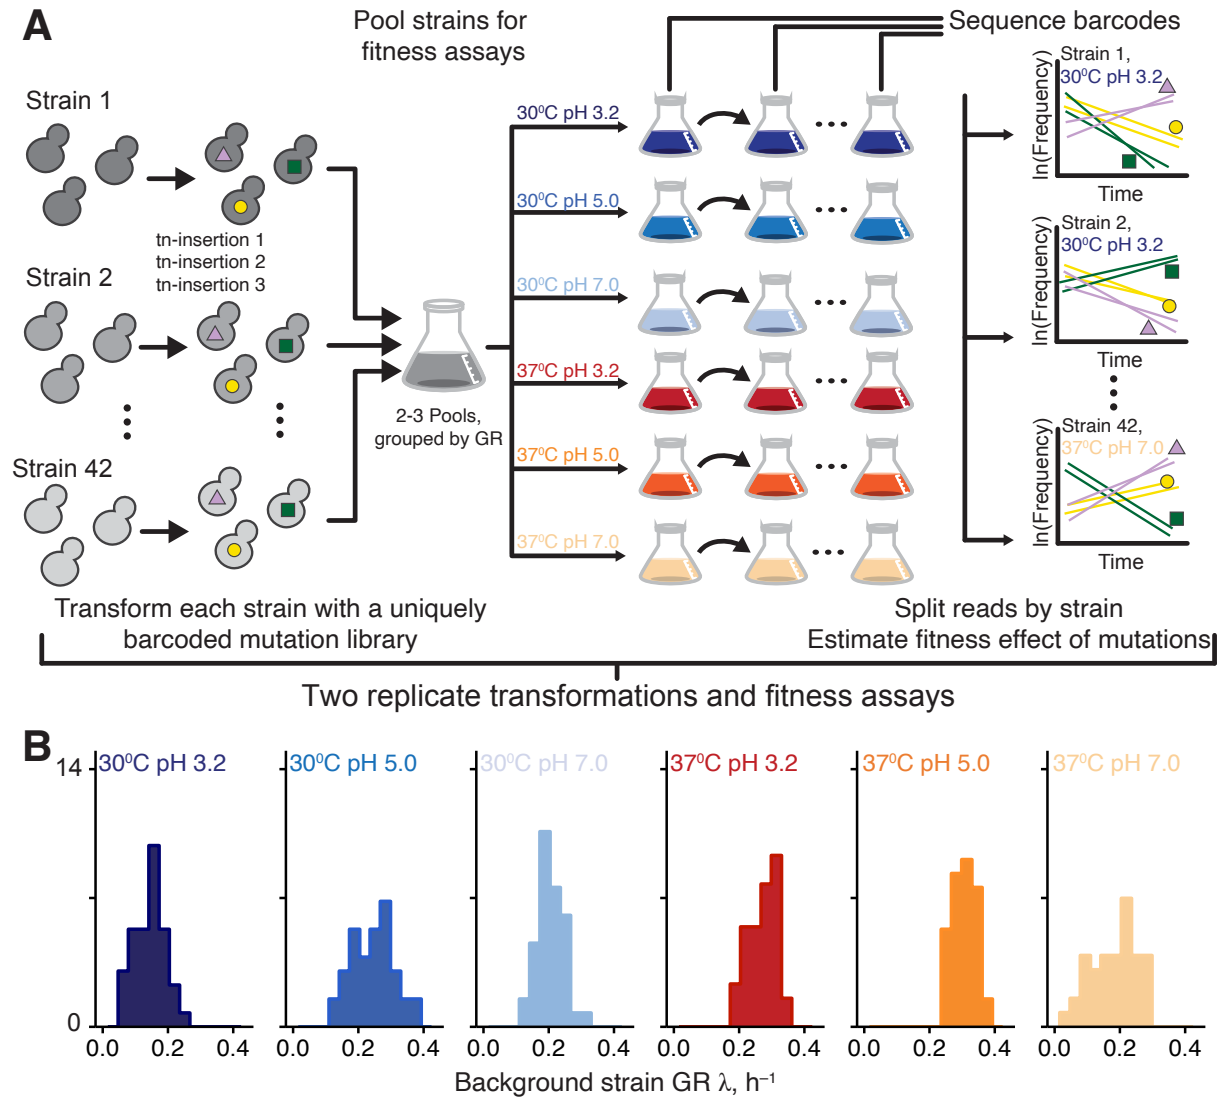 A
Pool strains for
fitness assays
Sequence barcodes
Strain 1
tn-insertion 1
tn-insertion 2
tn-insertion 3
Strain 2
Strain 42
2-3 Pools,
grouped by GR
30⁰C pH 3.2
30⁰C pH 5.0
30⁰C pH 7.0
37⁰C pH 3.2
37⁰C pH 5.0
37⁰C pH 7.0
Strain 1,
30⁰C pH 3.2
ln(Frequency)
Time
Strain 2,
30⁰C pH 3.2
ln(Frequency)
Time
Strain 42,
37⁰C pH 7.0
ln(Frequency)
Time
Transform each strain with a uniquely
barcoded mutation library
Split reads by strain
Estimate fitness effect of mutations
Two replicate transformations and fitness assays
B
14
0
30⁰C pH 3.2
30⁰C pH 5.0
30⁰C pH 7.0
37⁰C pH 3.2
37⁰C pH 5.0
37⁰C pH 7.0
0.0 0.2 0.4
0.0 0.2 0.4
0.0 0.2 0.4
0.0 0.2 0.4
0.0 0.2 0.4
0.0 0.2 0.4
Background strain GR λ, h⁻¹